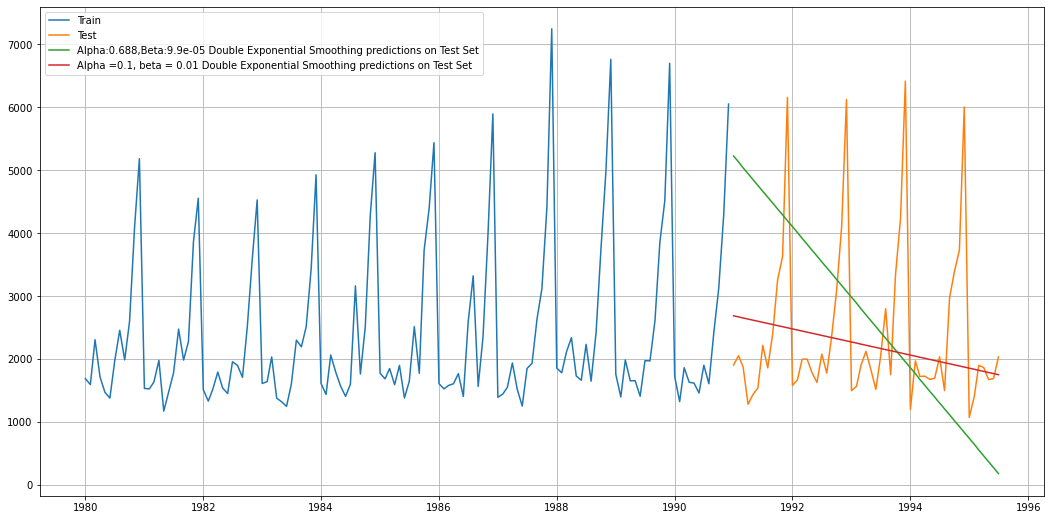 Train
Test
Alpha:0.688,Beta:9.9e-05 Double Exponential Smoothing predictions on Test Set
Alpha =0.1, beta = 0.01 Double Exponential Smoothing predictions on Test Set
7000
6000
5000
4000
3000
2000
1000
0
1980 1982 1984 1986 1988 1990 1992 1994 1996